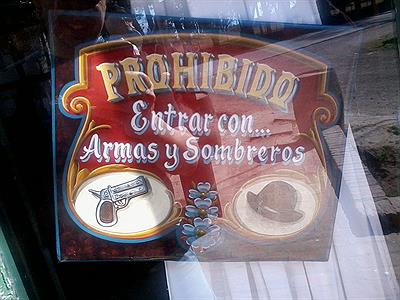 PROHIBIDO
Entrar con...
Armas y Sombreros